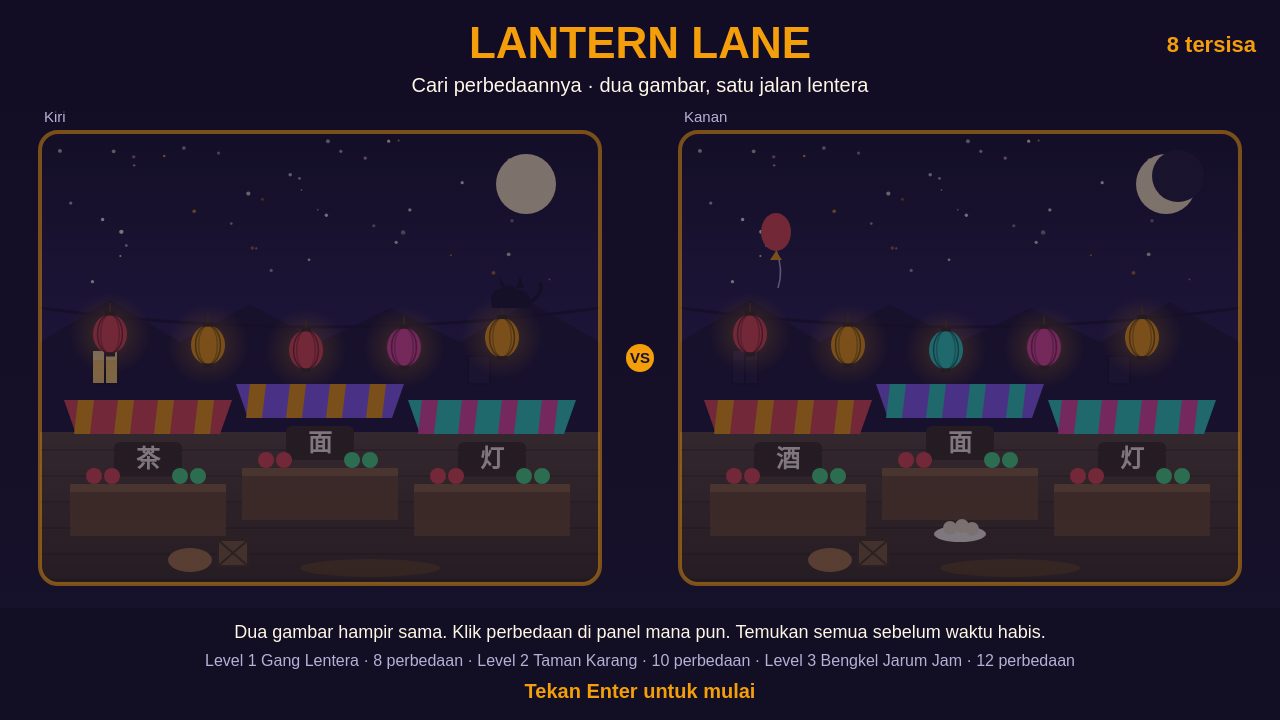 LANTERN LANE
8 tersisa
Cari perbedaannya · dua gambar, satu jalan lentera
Kiri
Kanan
VS
茶
面
灯
酒
面
灯
Dua gambar hampir sama. Klik perbedaan di panel mana pun. Temukan semua sebelum waktu habis.
Level 1 Gang Lentera · 8 perbedaan · Level 2 Taman Karang · 10 perbedaan · Level 3 Bengkel Jarum Jam · 12 perbedaan
Tekan Enter untuk mulai